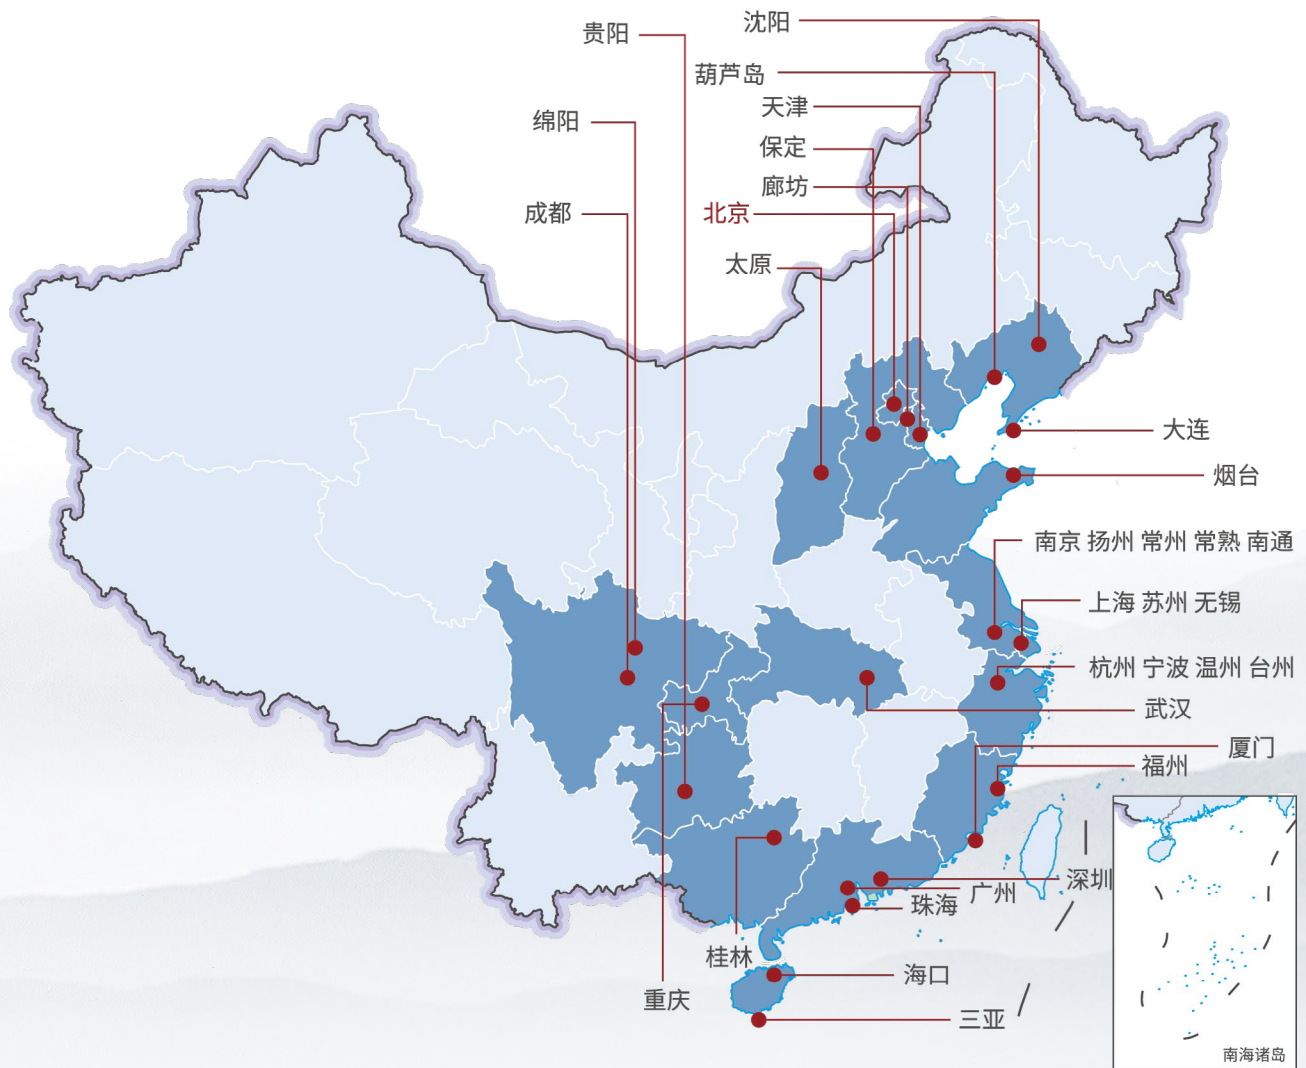 沈阳
贵阳
葫芦岛
天津
绵阳
保定
廊坊
成都
北京
太原
大连
烟台
南京 扬州 常州 常熟 南通
上海 苏州 无锡
杭州 宁波 温州 台州
武汉
厦门
福州
深圳
广州
珠海
桂林
海口
重庆
三亚
南海诸岛